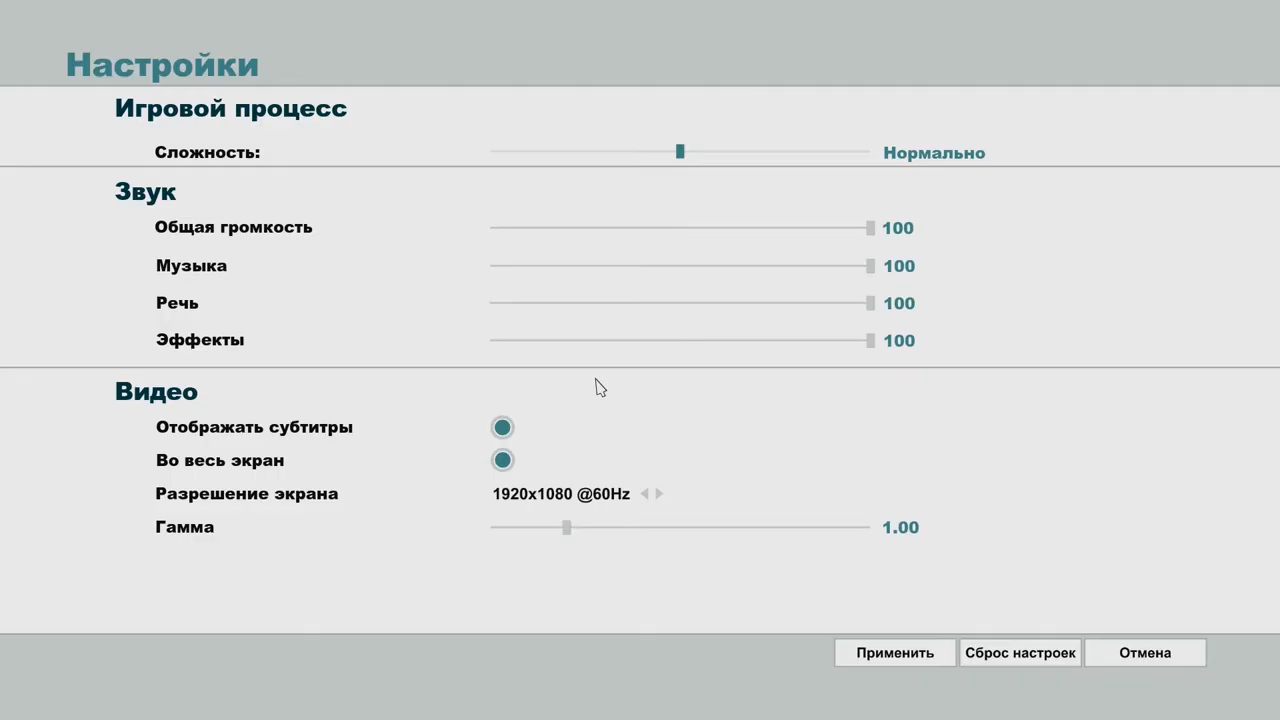 Настройки
Игровой процесс
Сложность: Нормально
Звук
Общая громкость 100
Музыка 100
Речь 100
Эффекты 100
Видео
Отображать субтитры
Во весь экран
Разрешение экрана 1920x1080 @60Hz
Гамма 1.00
Применить Сброс настроек Отмена